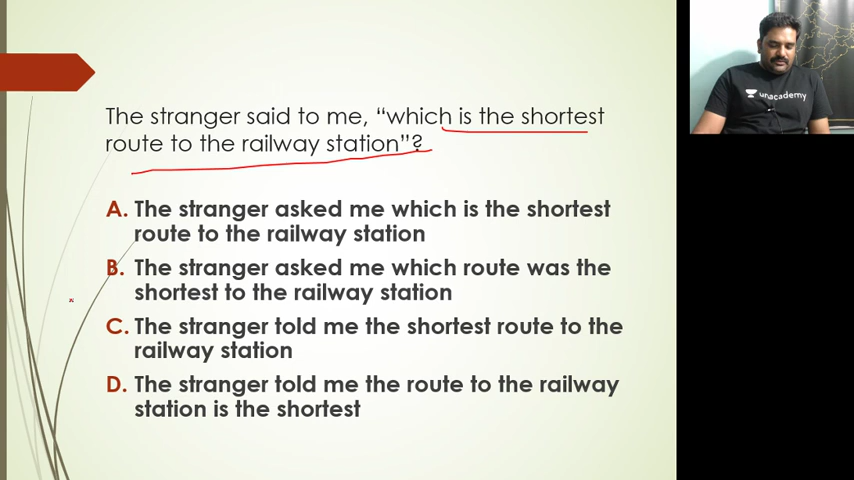 The stranger said to me, “which is the shortest
route to the railway station”?
A. The stranger asked me which is the shortest
route to the railway station
B. The stranger asked me which route was the
shortest to the railway station
C. The stranger told me the shortest route to the
railway station
D. The stranger told me the route to the railway
station is the shortest
unacademy